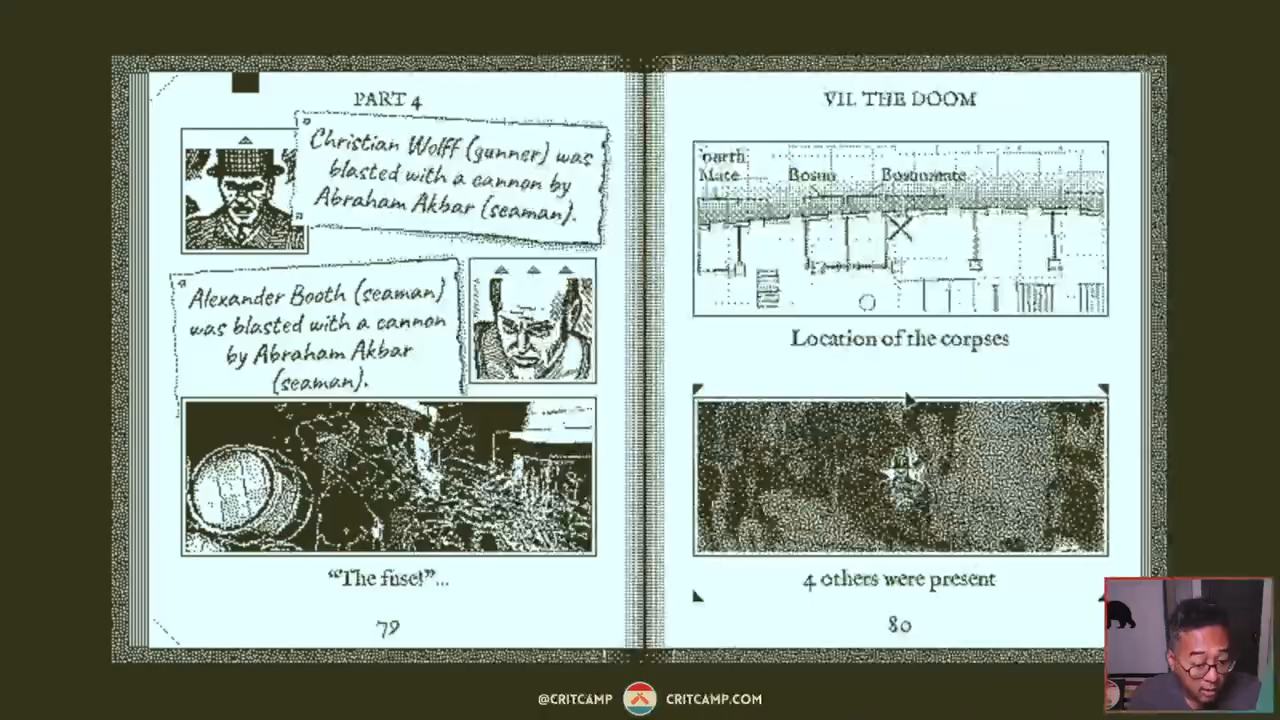 PART 4
Christian Wolff (gunner) was
blasted with a cannon by
Abraham Akbar (seaman).
Alexander Booth (seaman)
was blasted with a cannon
by Abraham Akbar
(seaman).
"The fuse!"...
79
VII. THE DOOM
Mate Bosun Bosunsmate
Location of the corpses
4 others were present
80
@CRITCAMP CRITCAMP.COM